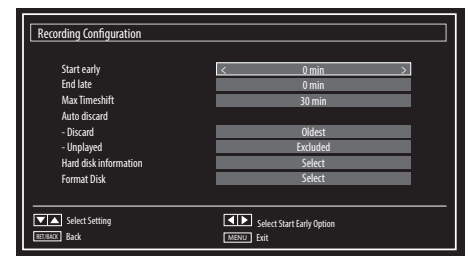 Recording Configuration
Start early < 0 min >
End late 0 min
Max Timeshift 30 min
Auto discard
- Discard Oldest
- Unplayed Excluded
Hard disk information Select
Format Disk Select
Select Setting Select Start Early Option
RET/BACK Back MENU Exit